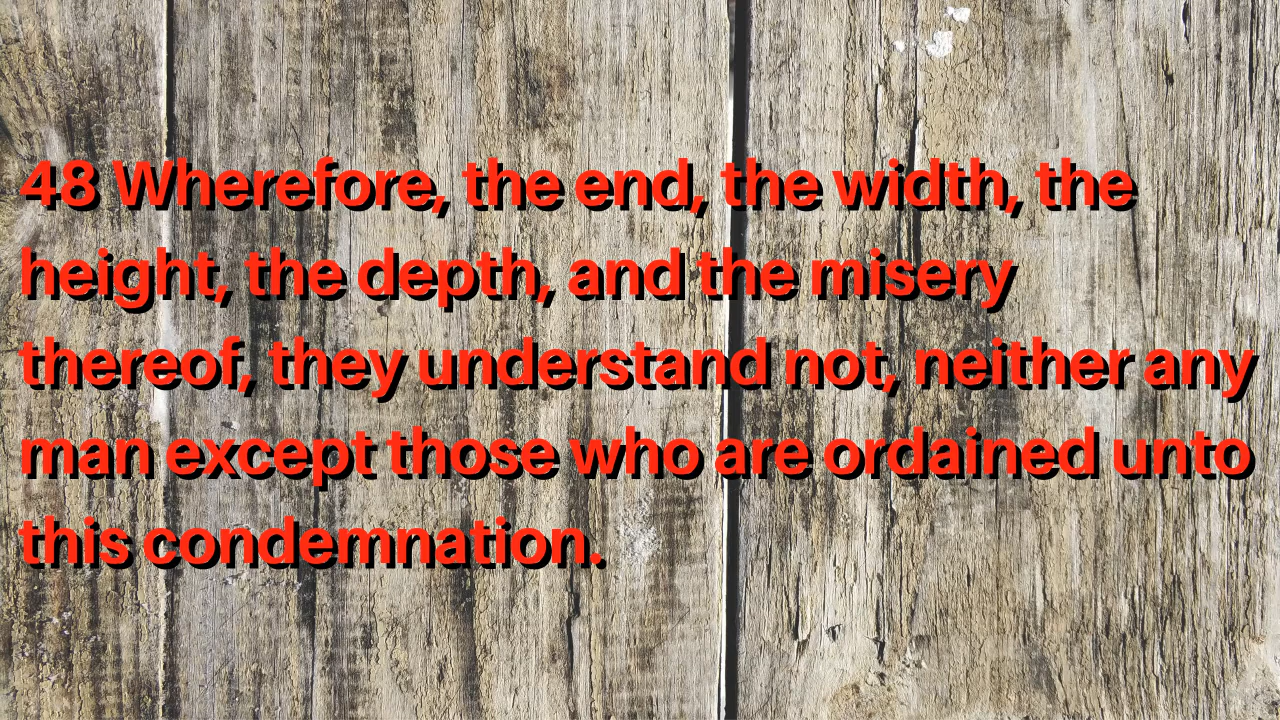 48 Wherefore, the end, the width, the
height, the depth, and the misery
thereof, they understand not, neither any
man except those who are ordained unto
this condemnation.